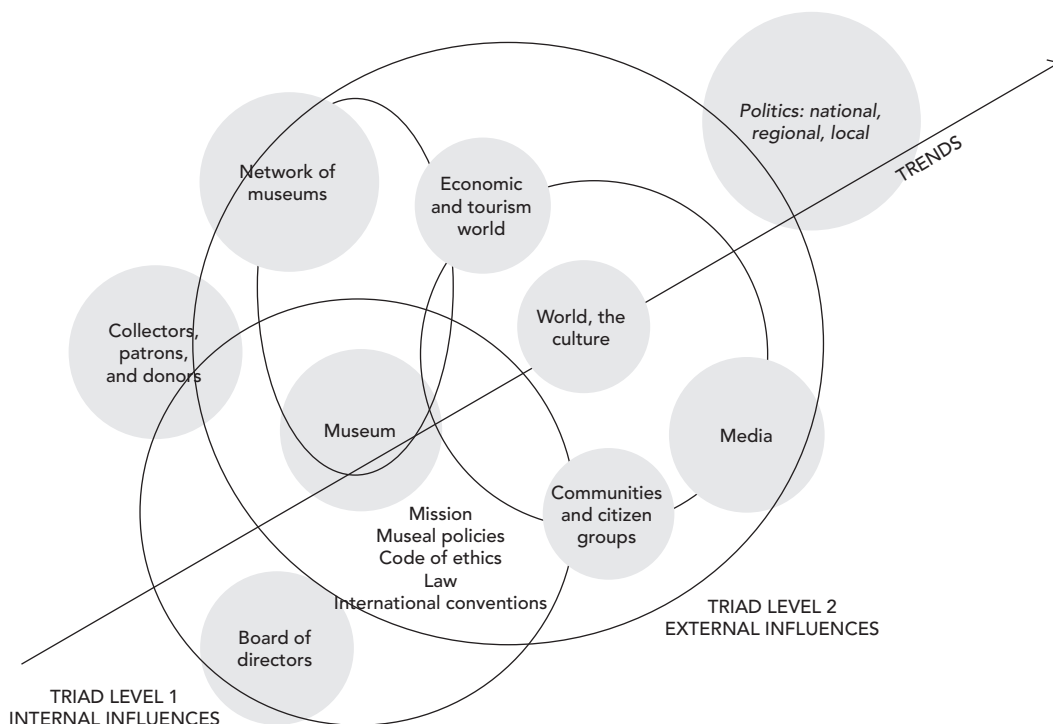 Politics: national,
regional, local
TRENDS
Network of
museums
Economic
and tourism
world
World, the
culture
Collectors,
patrons,
and donors
Museum
Media
Communities
and citizen
groups
Mission
Museal policies
Code of ethics
Law
International conventions
TRIAD LEVEL 2
EXTERNAL INFLUENCES
Board of
directors
TRIAD LEVEL 1
INTERNAL INFLUENCES